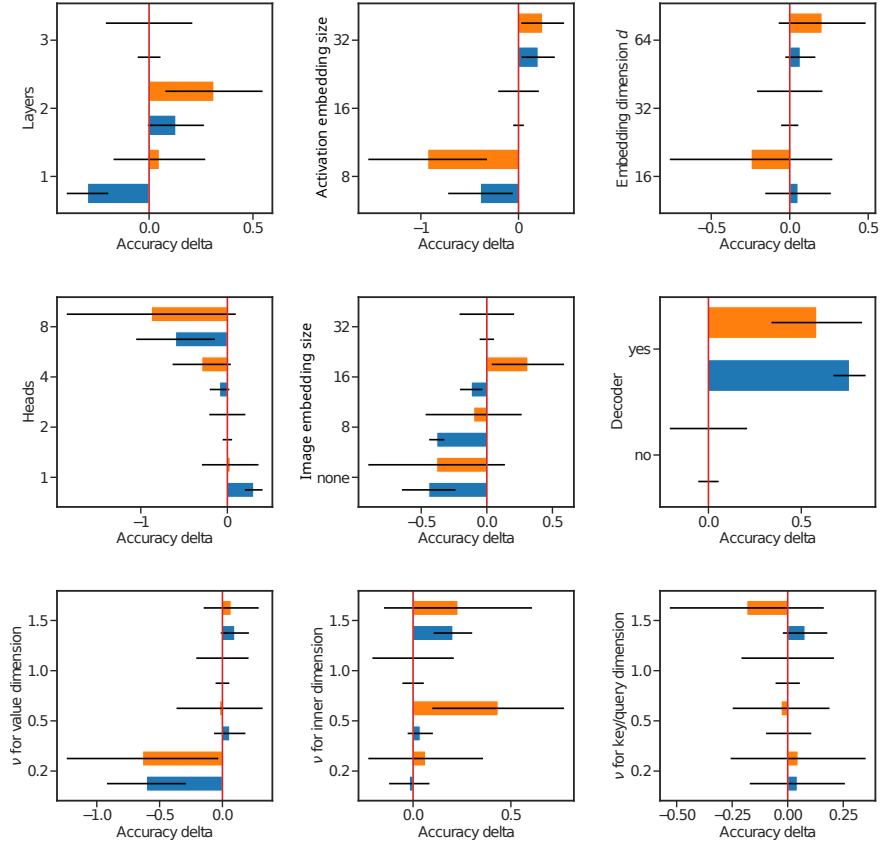 3
2
1
Layers
0.0 0.5
Accuracy delta
32
16
8
Activation embedding size
−1 0
Accuracy delta
64
32
16
Embedding dimension d
−0.5 0.0 0.5
Accuracy delta
8
4
2
1
Heads
−1 0
Accuracy delta
32
16
8
none
Image embedding size
−0.5 0.0 0.5
Accuracy delta
yes
no
Decoder
0.0 0.5
Accuracy delta
1.5
1.0
0.5
0.2
ν for value dimension
−1.0 −0.5 0.0
Accuracy delta
1.5
1.0
0.5
0.2
ν for inner dimension
0.0 0.5
Accuracy delta
1.5
1.0
0.5
0.2
ν for key/query dimension
−0.50 −0.25 0.00 0.25
Accuracy delta